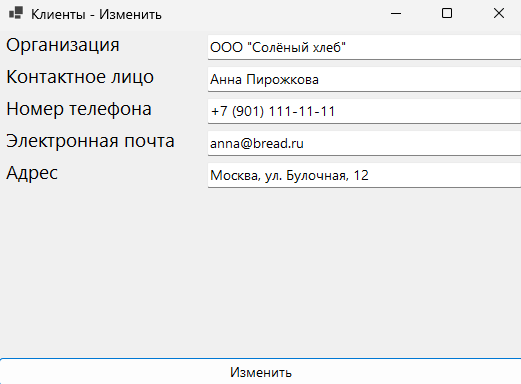 Клиенты - Изменить
Организация ООО "Солёный хлеб"
Контактное лицо Анна Пирожкова
Номер телефона +7 (901) 111-11-11
Электронная почта anna@bread.ru
Адрес Москва, ул. Булочная, 12
Изменить